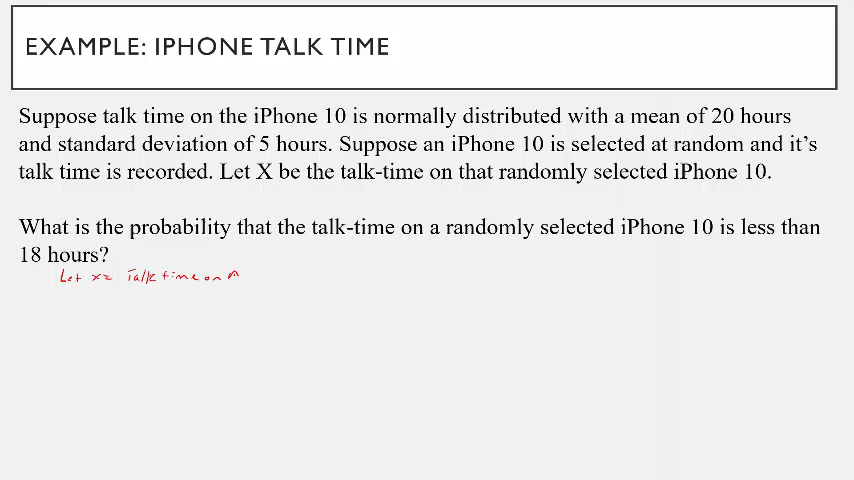 EXAMPLE: IPHONE TALK TIME
Suppose talk time on the iPhone 10 is normally distributed with a mean of 20 hours
and standard deviation of 5 hours. Suppose an iPhone 10 is selected at random and it's
talk time is recorded. Let X be the talk-time on that randomly selected iPhone 10.
What is the probability that the talk-time on a randomly selected iPhone 10 is less than
18 hours?
Let x= Talk time on